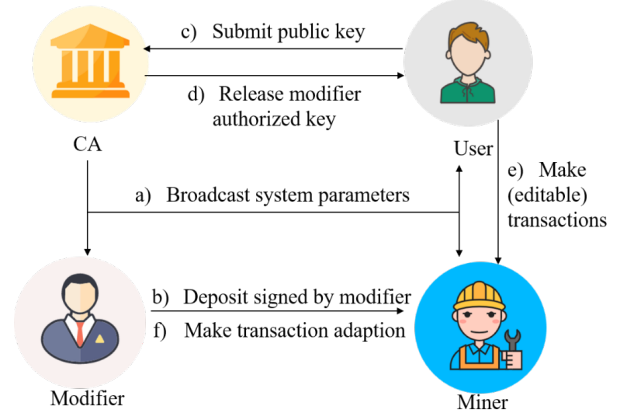 c) Submit public key
d) Release modifier
authorized key
CA
User
a) Broadcast system parameters
e) Make
(editable)
transactions
b) Deposit signed by modifier
f) Make transaction adaption
Modifier
Miner